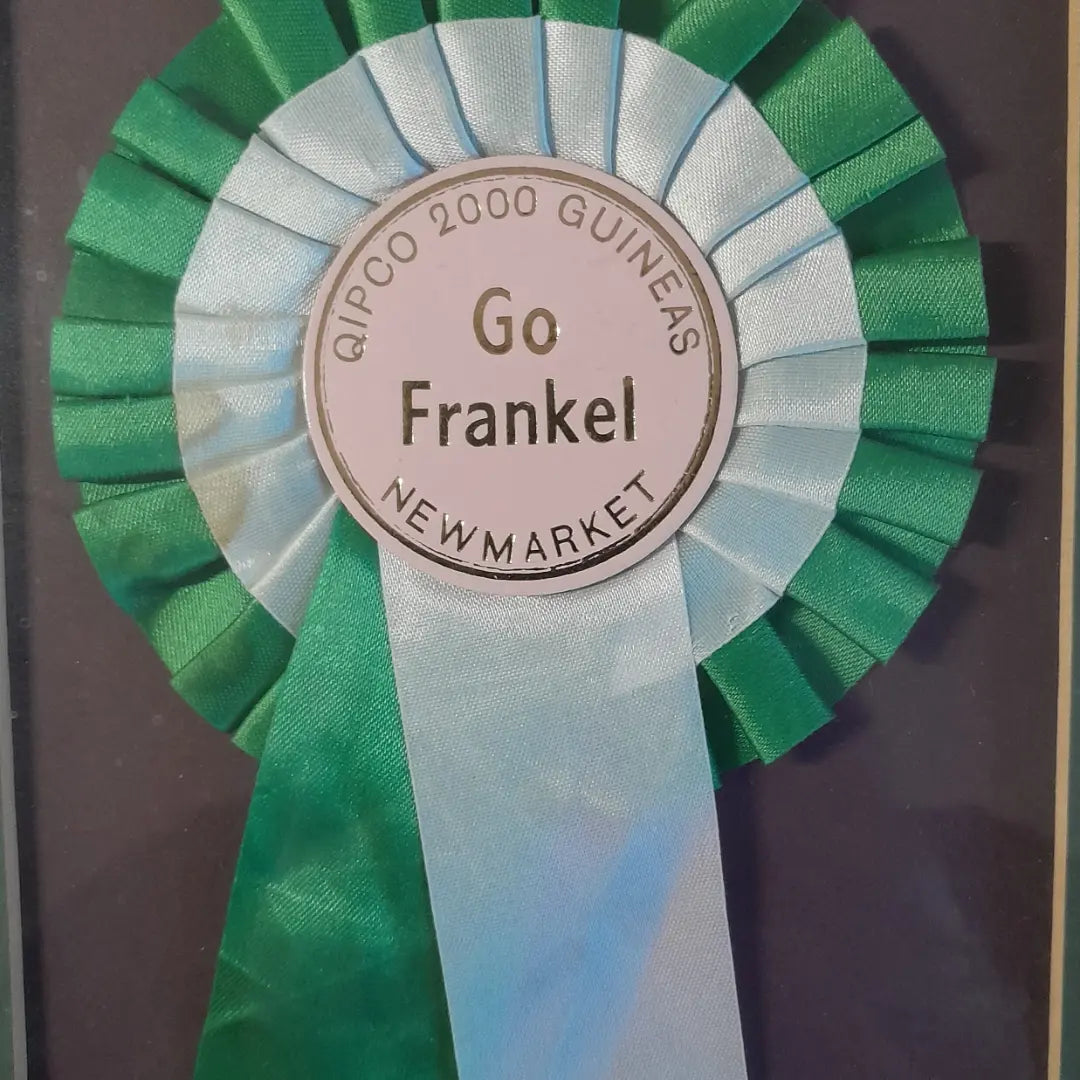 QIPCO 2000 GUINEAS
Go
Frankel
NEWMARKET